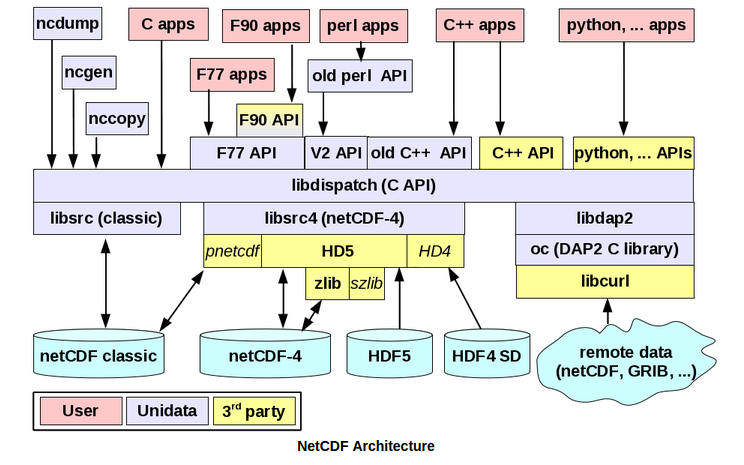 ncdump
C apps
F90 apps
perl apps
C++ apps
python, ... apps
ncgen
F77 apps
old perl API
nccopy
F90 API
F77 API
V2 API
old C++ API
C++ API
python, ... APIs
libdispatch (C API)
libsrc (classic)
libsrc4 (netCDF-4)
libdap2
pnetcdf
HD5
HD4
oc (DAP2 C library)
zlib
szlib
libcurl
netCDF classic
netCDF-4
HDF5
HDF4 SD
remote data
(netCDF, GRIB, ...)
User
Unidata
3rd party
NetCDF Architecture